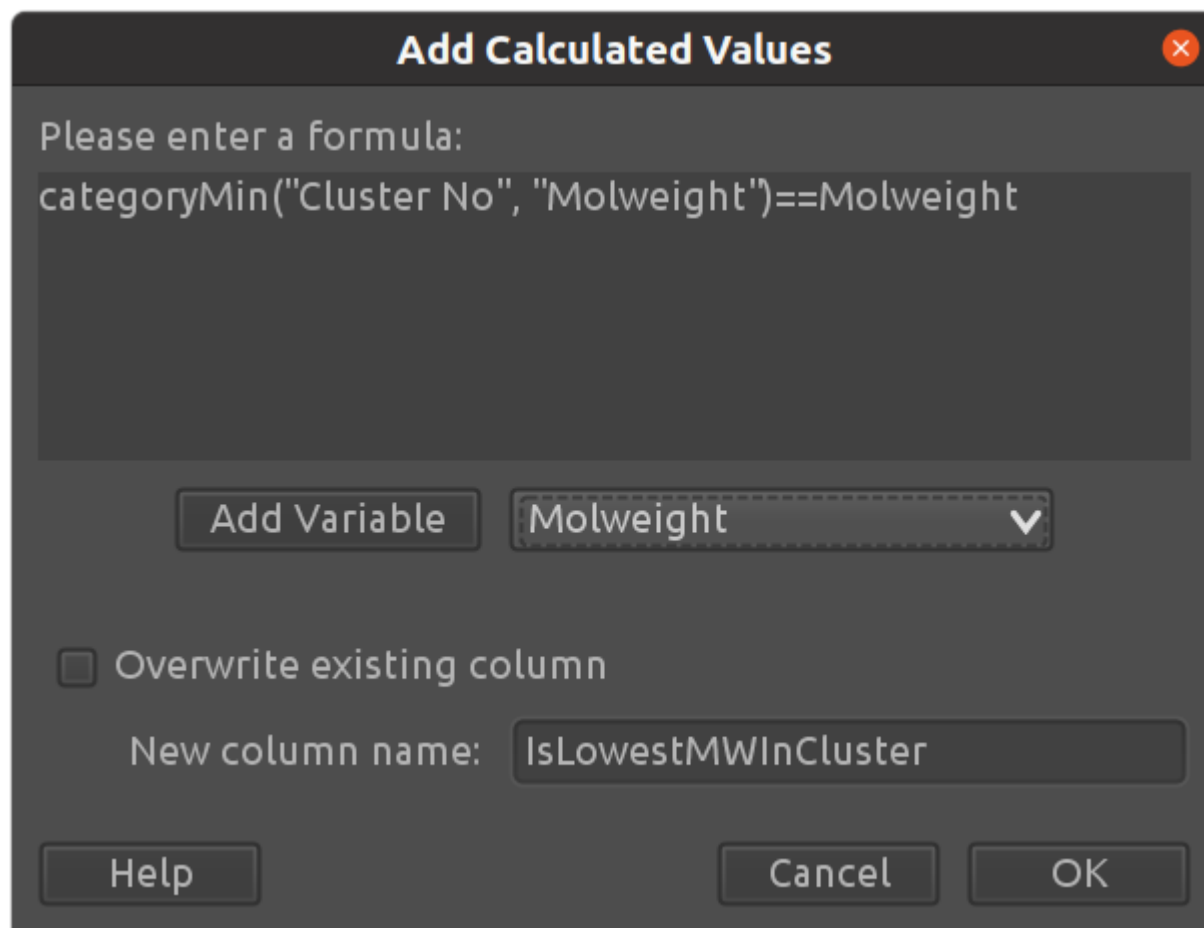 Add Calculated Values
Please enter a formula:
categoryMin("Cluster No", "Molweight")==Molweight
Add Variable Molweight
Overwrite existing column
New column name: IsLowestMWInCluster
Help Cancel OK